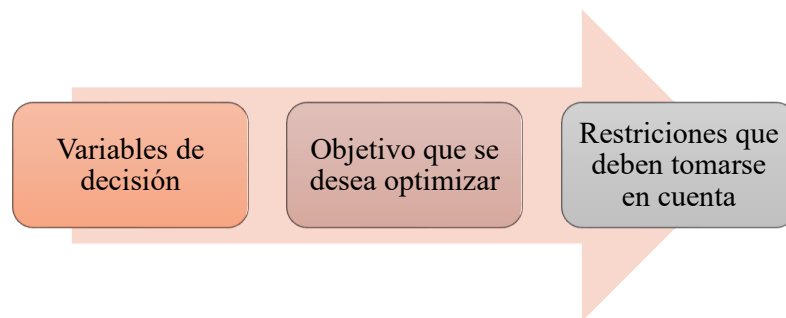 Variables de
decisión
Objetivo que se
desea optimizar
Restriciones que
deben tomarse
en cuenta